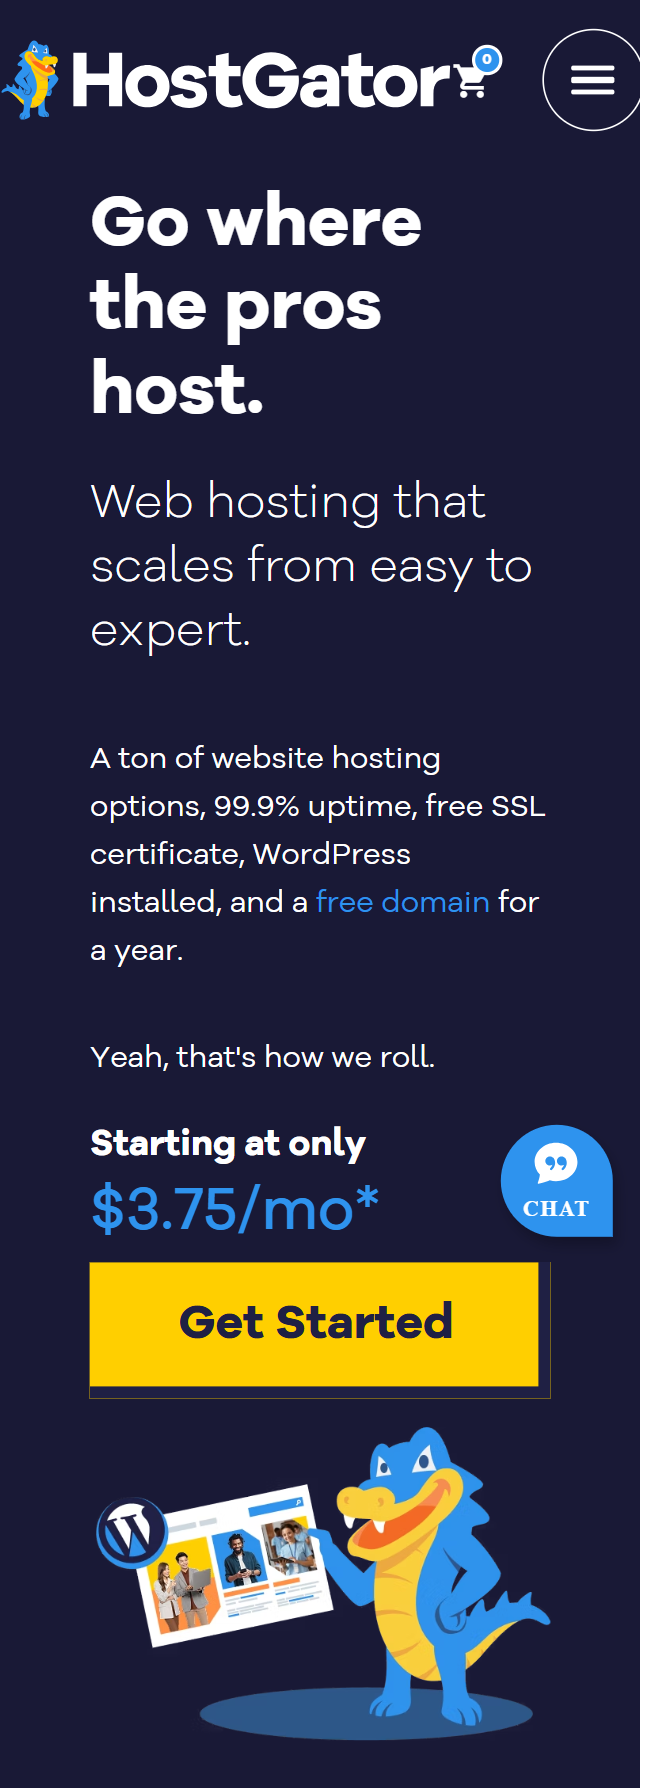 HostGator
0
Go where
the pros
host.
Web hosting that
scales from easy to
expert.
A ton of website hosting
options, 99.9% uptime, free SSL
certificate, WordPress
installed, and a free domain for
a year.
Yeah, that's how we roll.
Starting at only
$3.75/mo*
CHAT
Get Started